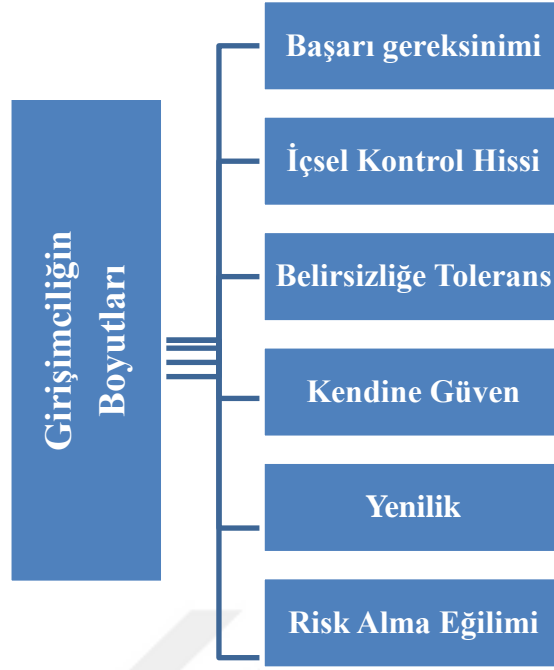 Girişimciliğin
Boyutları
Başarı gereksinimi
İçsel Kontrol Hissi
Belirsizliğe Tolerans
Kendine Güven
Yenilik
Risk Alma Eğilimi